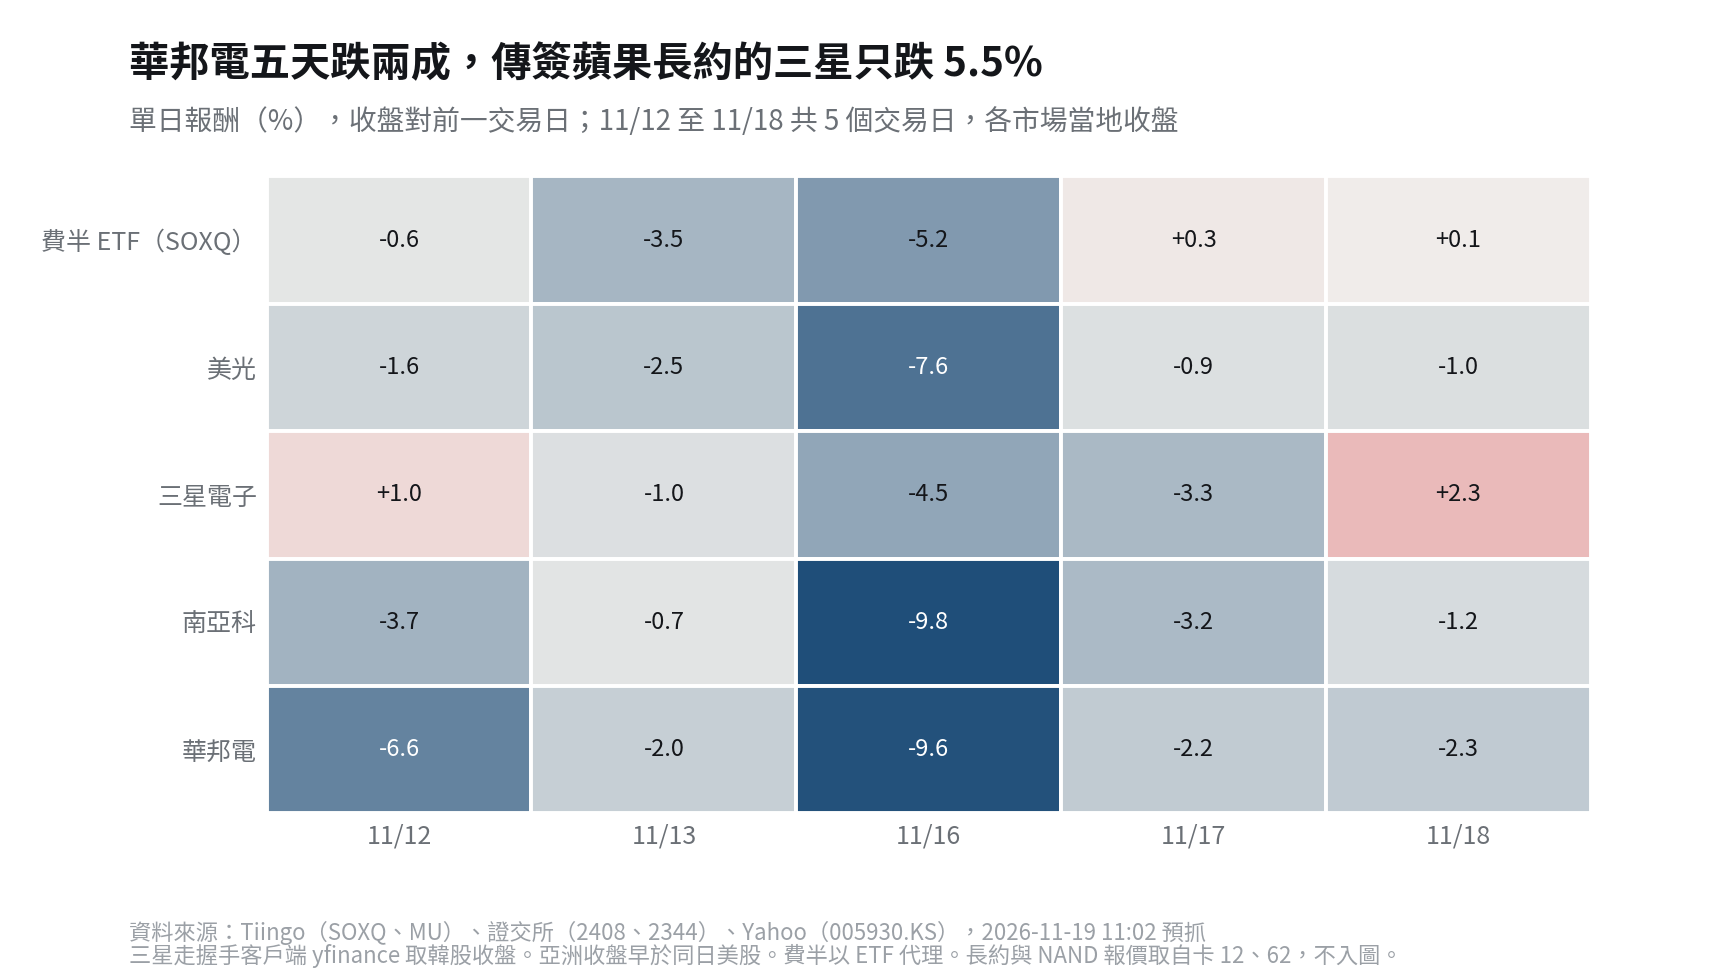 華邦電五天跌兩成，傳簽蘋果長約的三星只跌 5.5%
單日報酬（%），收盤對前一交易日；11/12 至 11/18 共 5 個交易日，各市場當地收盤
費半 ETF（SOXQ） -0.6 -3.5 -5.2 +0.3 +0.1
美光 -1.6 -2.5 -7.6 -0.9 -1.0
三星電子 +1.0 -1.0 -4.5 -3.3 +2.3
南亞科 -3.7 -0.7 -9.8 -3.2 -1.2
華邦電 -6.6 -2.0 -9.6 -2.2 -2.3
11/12 11/13 11/16 11/17 11/18
資料來源：Tiingo（SOXQ、MU）、證交所（2408、2344）、Yahoo（005930.KS），2026-11-19 11:02 預抓
三星走握手客戶端 yfinance 取韓股收盤。亞洲收盤早於同日美股。費半以 ETF 代理。長約與 NAND 報價取自卡 12、62，不入圖。